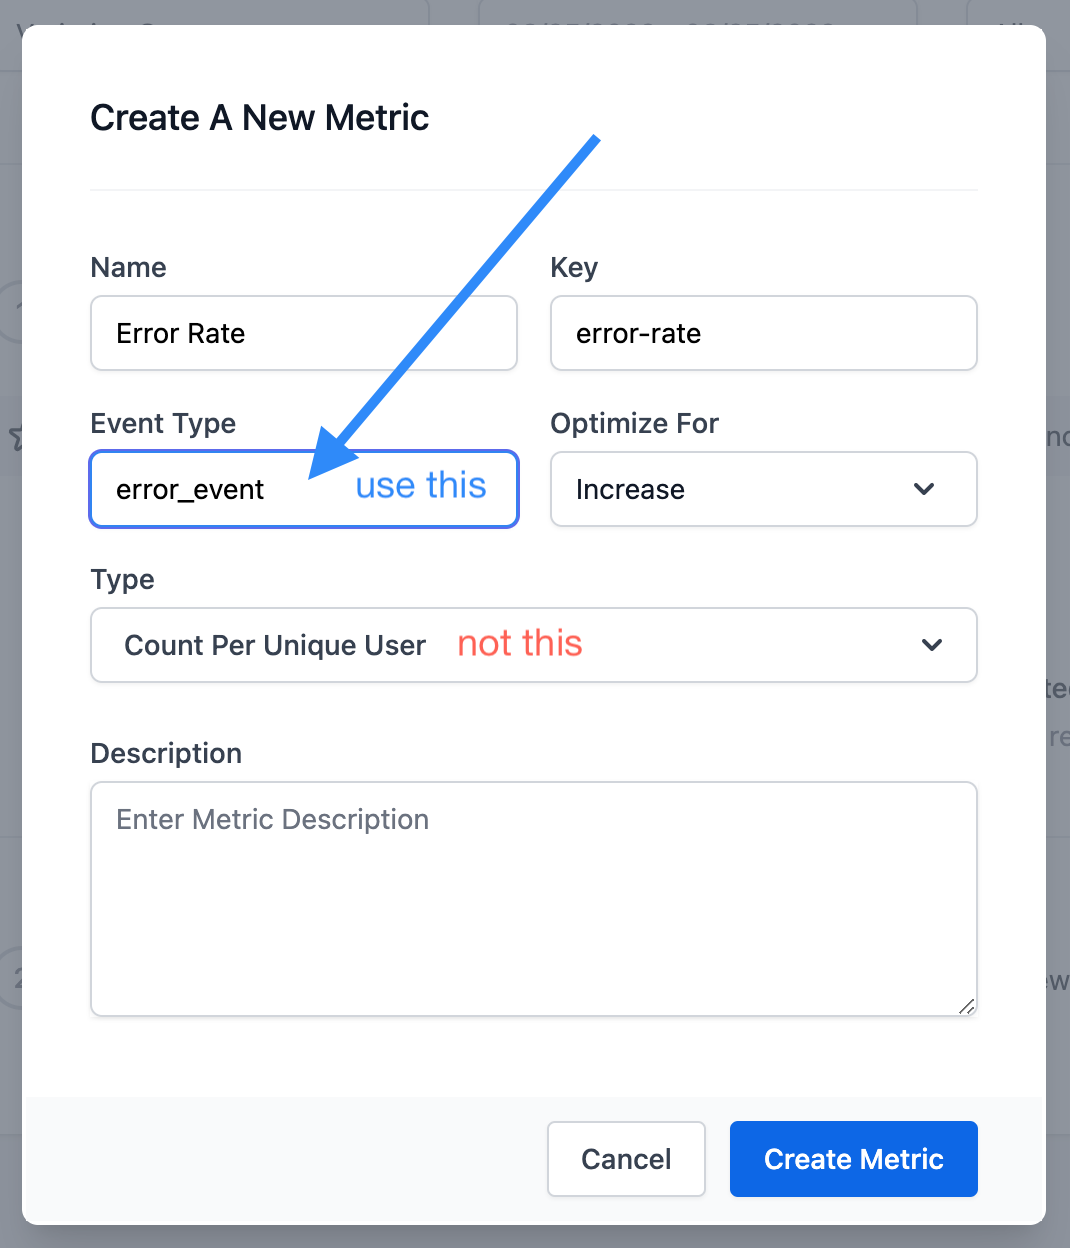 Create A New Metric
Name
Key
Error Rate
error-rate
Event Type
Optimize For
error_event
use this
Increase
Type
Count Per Unique User
not this
Description
Enter Metric Description
Cancel
Create Metric